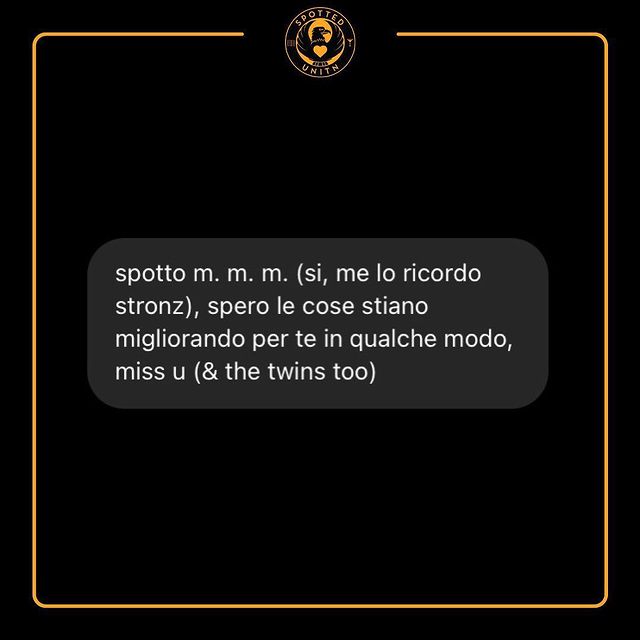 SPOTTED
UNITN
spotto m. m. m. (si, me lo ricordo
stronz), spero le cose stiano
migliorando per te in qualche modo,
miss u (& the twins too)